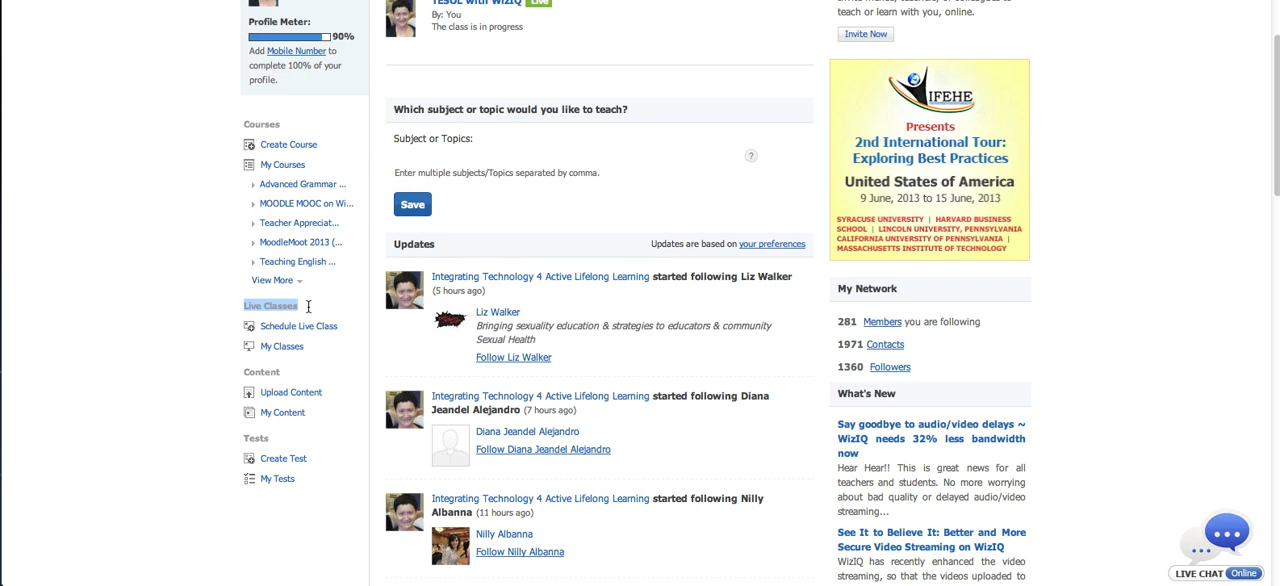 Profile Meter:
90%
Add Mobile Number to
complete 100% of your
profile.
Courses
Create Course
My Courses
Advanced Grammar ...
MOODLE MOOC on Wi...
Teacher Appreciat...
MoodleMoot 2013 (...
Teaching English ...
View More
Live Classes
Schedule Live Class
My Classes
Content
Upload Content
My Content
Tests
Create Test
My Tests
TESOL with WizIQ Live
By: You
The class is in progress
Which subject or topic would you like to teach?
Subject or Topics:
?
Enter multiple subjects/Topics separated by comma.
Save
Updates
Updates are based on your preferences
Integrating Technology 4 Active Lifelong Learning started following Liz Walker
(5 hours ago)
Liz Walker
Bringing sexuality education & strategies to educators & community
Sexual Health
Follow Liz Walker
Integrating Technology 4 Active Lifelong Learning started following Diana
Jeandel Alejandro (7 hours ago)
Diana Jeandel Alejandro
Follow Diana Jeandel Alejandro
Integrating Technology 4 Active Lifelong Learning started following Nilly
Albanna (11 hours ago)
Nilly Albanna
Follow Nilly Albanna
teach or learn with you, online.
Invite Now
IFEHE
Presents
2nd International Tour:
Exploring Best Practices
United States of America
9 June, 2013 to 15 June, 2013
SYRACUSE UNIVERSITY | HARVARD BUSINESS
SCHOOL | LINCOLN UNIVERSITY, PENNSYLVANIA
CALIFORNIA UNIVERSITY OF PENNSYLVANIA |
MASSACHUSETTS INSTITUTE OF TECHNOLOGY
My Network
281 Members you are following
1971 Contacts
1360 Followers
What's New
Say goodbye to audio/video delays ~
WizIQ needs 32% less bandwidth
now
Hear Hear!! This is great news for all
teachers and students. No more worrying
about bad quality or delayed audio/video
streaming...
See It to Believe It: Better and More
Secure Video Streaming on WizIQ
WizIQ has recently enhanced the video
streaming, so that the videos uploaded to
LIVE CHAT Online